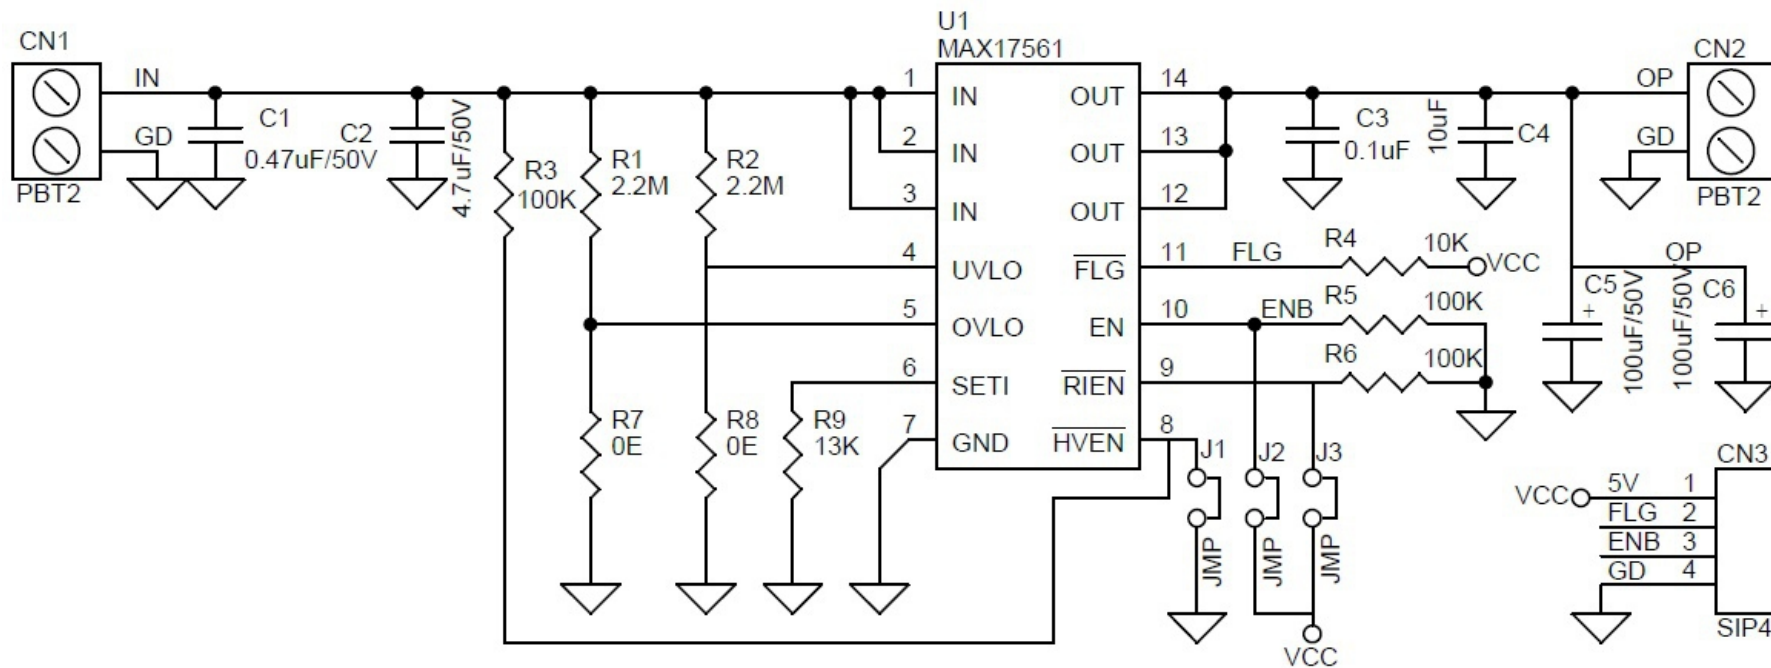 U1
MAX17561
CN1
IN
GD
PBT2
C1
0.47uF/50V
C2
4.7uF/50V
R3
100K
R1
2.2M
R2
2.2M
R7
0E
R8
0E
R9
13K
1
2
3
4
5
6
7
IN
IN
IN
UVLO
OVLO
SETI
GND
OUT
OUT
OUT
FLG
EN
RIEN
HVEN
14
13
12
11
10
9
8
C3
0.1uF
10uF
C4
OP
CN2
GD
PBT2
FLG
R4
10K
VCC
ENB
R5
100K
R6
100K
OP
C5
100uF/50V
100uF/50V
C6
+
+
J1
J2
J3
JMP
JMP
JMP
VCC
CN3
VCC
5V
1
FLG
2
ENB
3
GD
4
SIP4